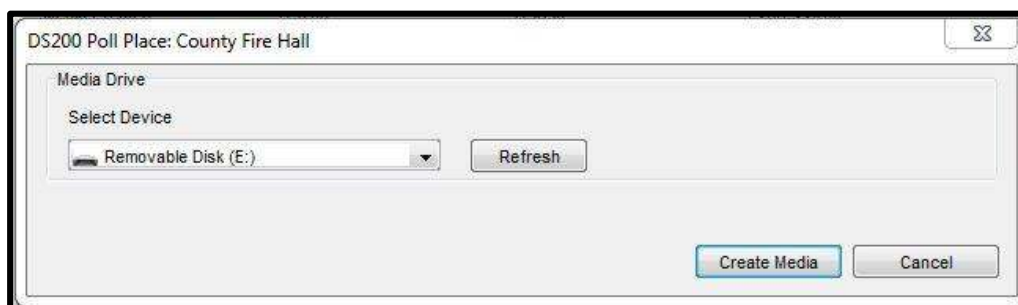 DS200 Poll Place: County Fire Hall
Media Drive
Select Device
Removable Disk (E:)
Refresh
Create Media
Cancel